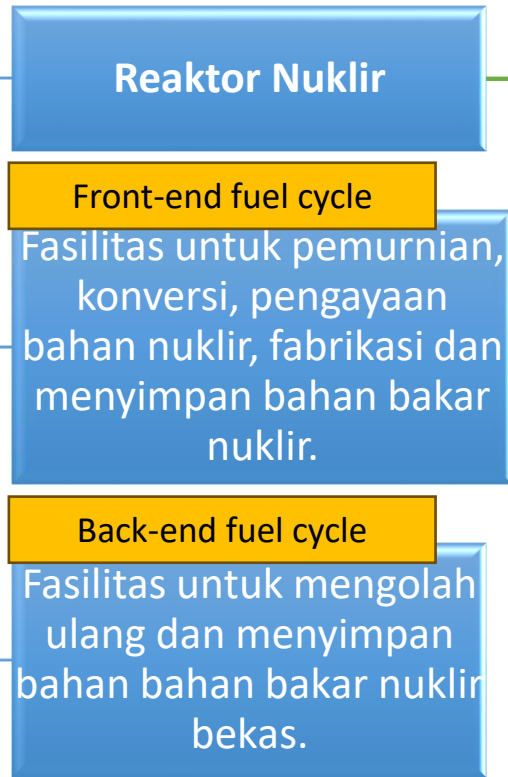 Reaktor Nuklir
Front-end fuel cycle
Fasilitas untuk pemurnian,
konversi, pengayaan
bahan nuklir, fabrikasi dan
menyimpan bahan bakar
nuklir.
Back-end fuel cycle
Fasilitas untuk mengolah
ulang dan menyimpan
bahan bahan bakar nuklir
bekas.